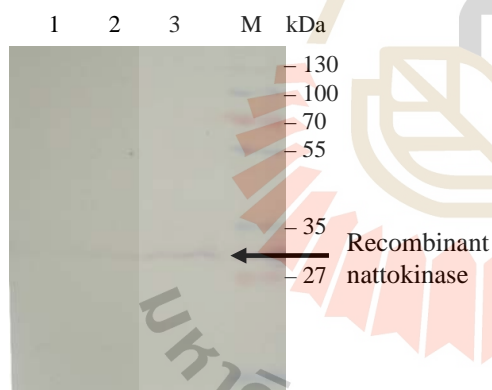 1 2 3 M kDa
– 130
– 100
– 70
– 55
– 35
Recombinant
nattokinase
– 27